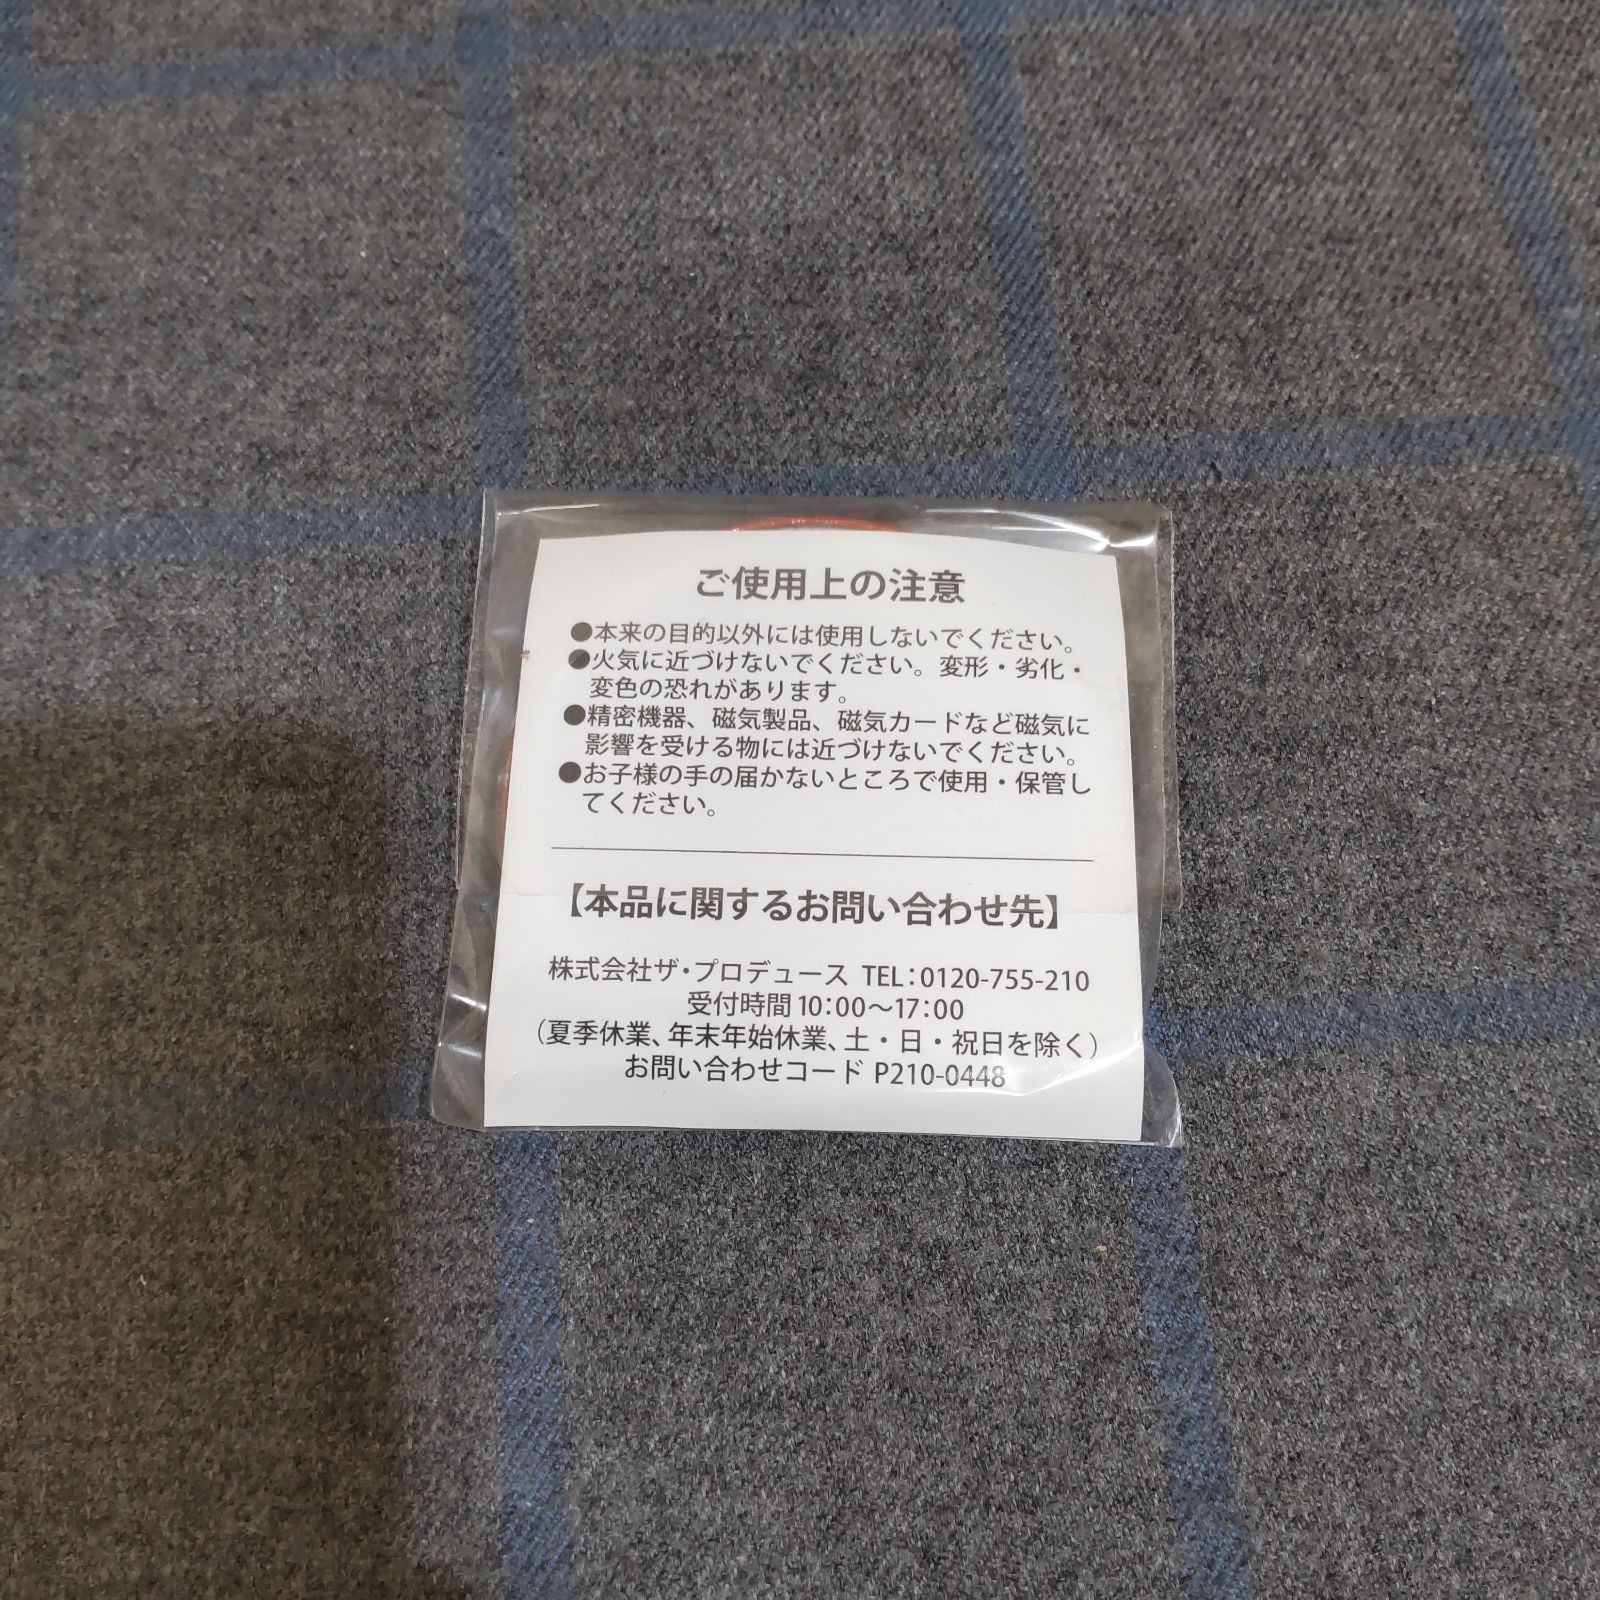 ご使用上の注意
●本来の目的以外には使用しないでください。
●火気に近づけないでください。変形・劣化・
変色の恐れがあります。
●精密機器、磁気製品、磁気カードなど磁気に
影響を受ける物には近づけないでください。
●お子様の手の届かないところで使用・保管し
てください。
【本品に関するお問い合わせ先】
株式会社ザ・プロデュース TEL:0120-755-210
受付時間 10:00〜17:00
（夏季休業、年末年始休業、土・日・祝日を除く）
お問い合わせコード P210-0448